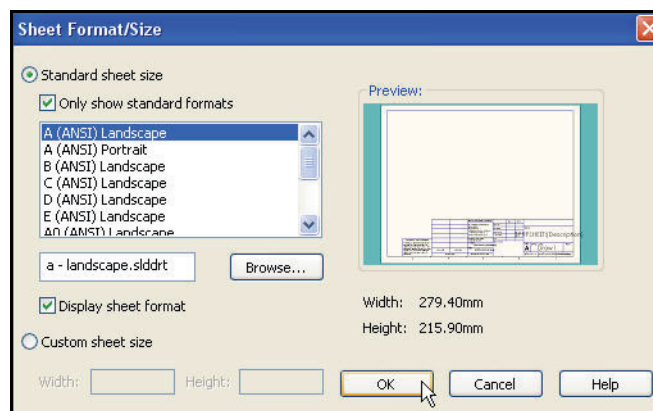 Sheet Format/Size
Standard sheet size
Only show standard formats
A (ANSI) Landscape
A (ANSI) Portrait
B (ANSI) Landscape
C (ANSI) Landscape
D (ANSI) Landscape
E (ANSI) Landscape
A0 (ANSI) Landscape
a - landscape.slddrt
Browse...
Display sheet format
Custom sheet size
Width:
Height:
Preview:
A
Draw1
Width: 279.40mm
Height: 215.90mm
OK
Cancel
Help